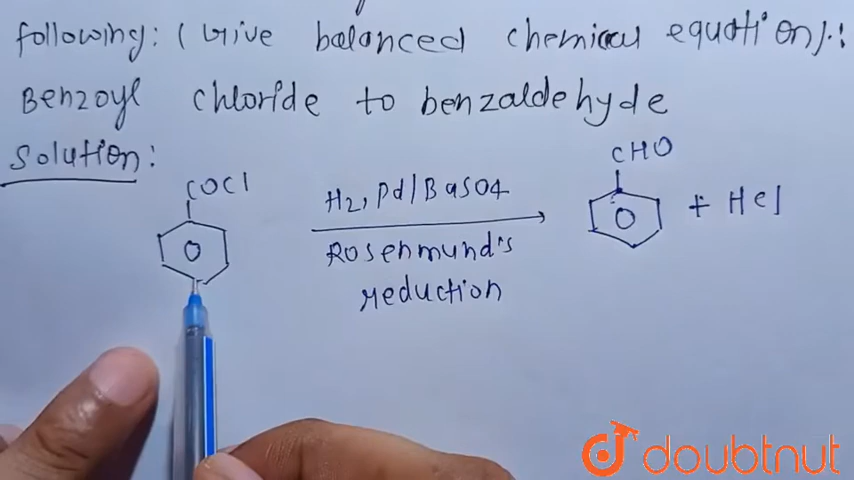 following: (Give balanced chemical equation).:
Benzoyl chloride to benzaldehyde
Solution:
COCl
H2, Pd/BaSO4
Rosenmund's
reduction
CHO
+ HCl
doubtnut